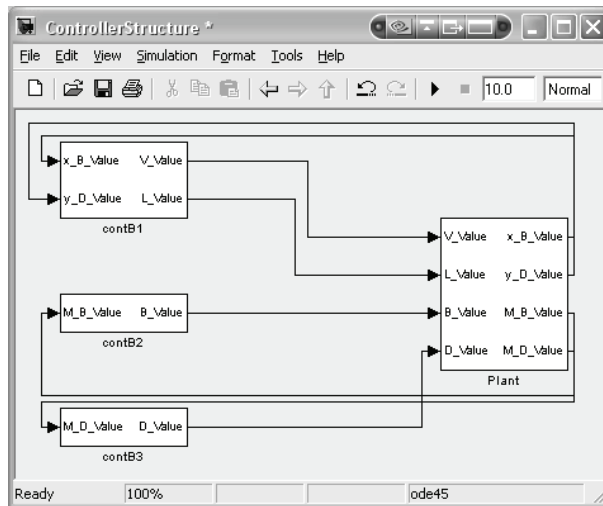 ControllerStructure *
File Edit View Simulation Format Tools Help
10.0 Normal
x_B_Value V_Value
y_D_Value L_Value
contB1
V_Value x_B_Value
L_Value y_D_Value
B_Value M_B_Value
D_Value M_D_Value
Plant
M_B_Value B_Value
contB2
M_D_Value D_Value
contB3
Ready 100% ode45